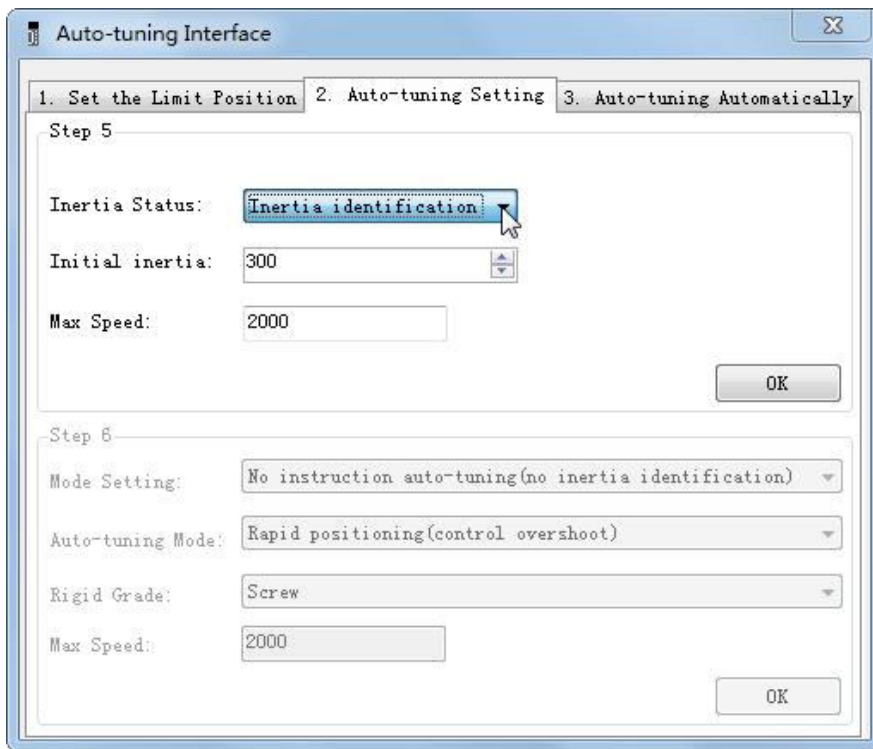 Auto-tuning Interface
1. Set the Limit Position 2. Auto-tuning Setting 3. Auto-tuning Automatically
Step 5
Inertia Status: Inertia identification
Initial inertia: 300
Max Speed: 2000
OK
Step 6
Mode Setting: No instruction auto-tuning(no inertia identification)
Auto-tuning Mode: Rapid positioning(control overshoot)
Rigid Grade: Screw
Max Speed: 2000
OK